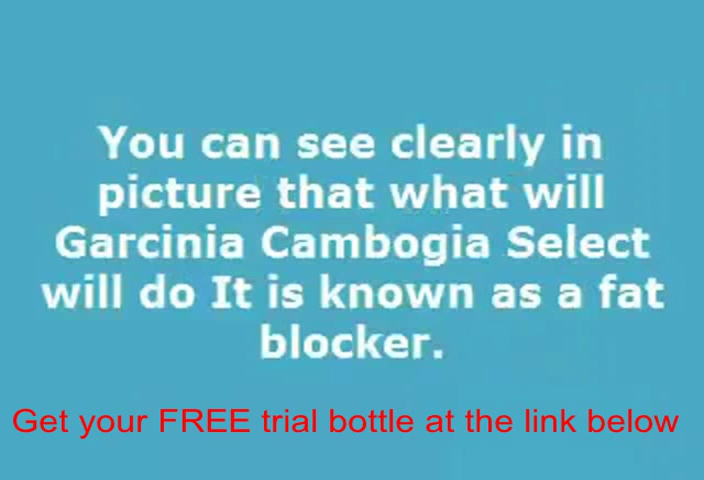 You can see clearly in
picture that what will
Garcinia Cambogia Select
will do It is known as a fat
blocker.
Get your FREE trial bottle at the link below